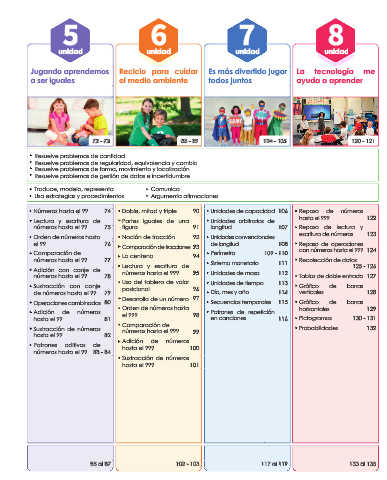 5
unidad
Jugando aprendemos
a ser iguales
72 - 73
6
unidad
Reciclo para cuidar
el medio ambiente
88 - 89
7
unidad
Es más divertido jugar
todos juntos
104 - 105
8
unidad
La tecnología me
ayuda a aprender
120 - 121
• Resuelve problemas de cantidad
• Resuelve problemas de regularidad, equivalencia y cambio
• Resuelve problemas de forma, movimiento y localización
• Resuelve problemas de gestión de datos e incertidumbre
• Traduce, modela, representa
• Usa estrategias y procedimientos
• Comunica
• Argumenta afirmaciones
• Números hasta el 99 74
• Lectura y escritura de
números hasta el 99 75
• Orden de números hasta
el 99 76
• Comparación de
números hasta el 99 77
• Adición con canje de
números hasta el 99 78
• Sustracción con canje
de números hasta el 99 79
• Operaciones combinadas 80
• Adición de números
hasta el 99 81
• Sustracción de números
hasta el 99 82
• Patrones aditivos de
números hasta el 99 83 - 84
88 al 87
• Doble, mitad y triple 90
• Partes iguales de una
figura 91
• Noción de fracción 92
• Comparación de fracciones 93
• La centena 94
• Lectura y escritura de
números hasta el 999 95
• Uso del tablero de valor
posicional 96
• Desarrollo de un número 97
• Orden de números hasta
el 999 98
• Comparación de
números hasta el 999 99
• Adición de números
hasta el 999 100
• Sustracción de números
hasta el 999 101
102 - 103
• Unidades de capacidad 106
• Unidades arbitrarias de
longitud 107
• Unidades convencionales
de longitud 108
• Perímetro 109 - 110
• Sistema monetario 111
• Unidades de masa 112
• Unidades de tiempo 113
• Día, mes y año 114
• Secuencias temporales 115
• Patrones de repetición
en canciones 116
117 al 119
• Repaso de números
hasta el 999 122
• Repaso de lectura y
escritura de números 123
• Repaso de operaciones
con números hasta el 999 124
• Recolección de datos
125 - 126
• Tablas de doble entrada 127
• Gráfico de barras
verticales 128
• Gráfico de barras
horizontales 129
• Pictogramas 130 - 131
• Probabilidades 132
133 al 135